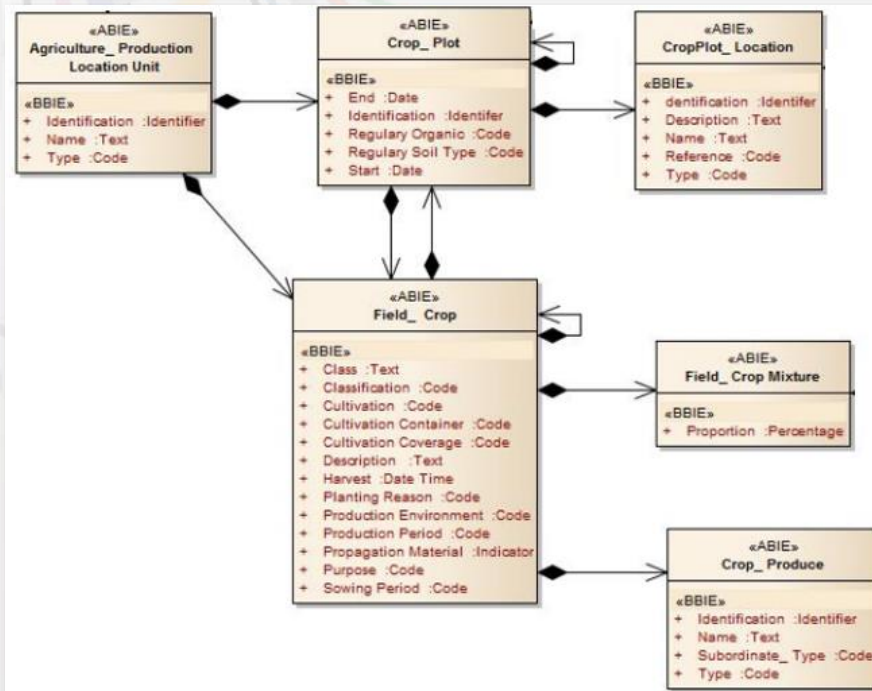 «ABIE»
Agriculture_ Production
Location Unit
«BBIE»
+ Identification :Identifier
+ Name :Text
+ Type :Code
«ABIE»
Crop_ Plot
«BBIE»
+ End :Date
+ Identification :Identifer
+ Regulary Organic :Code
+ Regulary Soil Type :Code
+ Start :Date
«ABIE»
CropPlot_ Location
«BBIE»
+ dentification :Identifer
+ Description :Text
+ Name :Text
+ Reference :Code
+ Type :Code
«ABIE»
Field_ Crop
«BBIE»
+ Class :Text
+ Classification :Code
+ Cultivation :Code
+ Cultivation Container :Code
+ Cultivation Coverage :Code
+ Description :Text
+ Harvest :Date Time
+ Planting Reason :Code
+ Production Environment :Code
+ Production Period :Code
+ Propagation Material :Indicator
+ Purpose :Code
+ Sowing Period :Code
«ABIE»
Field_ Crop Mixture
«BBIE»
+ Proportion :Percentage
«ABIE»
Crop_ Produce
«BBIE»
+ Identification :Identifier
+ Name :Text
+ Subordinate_ Type :Code
+ Type :Code